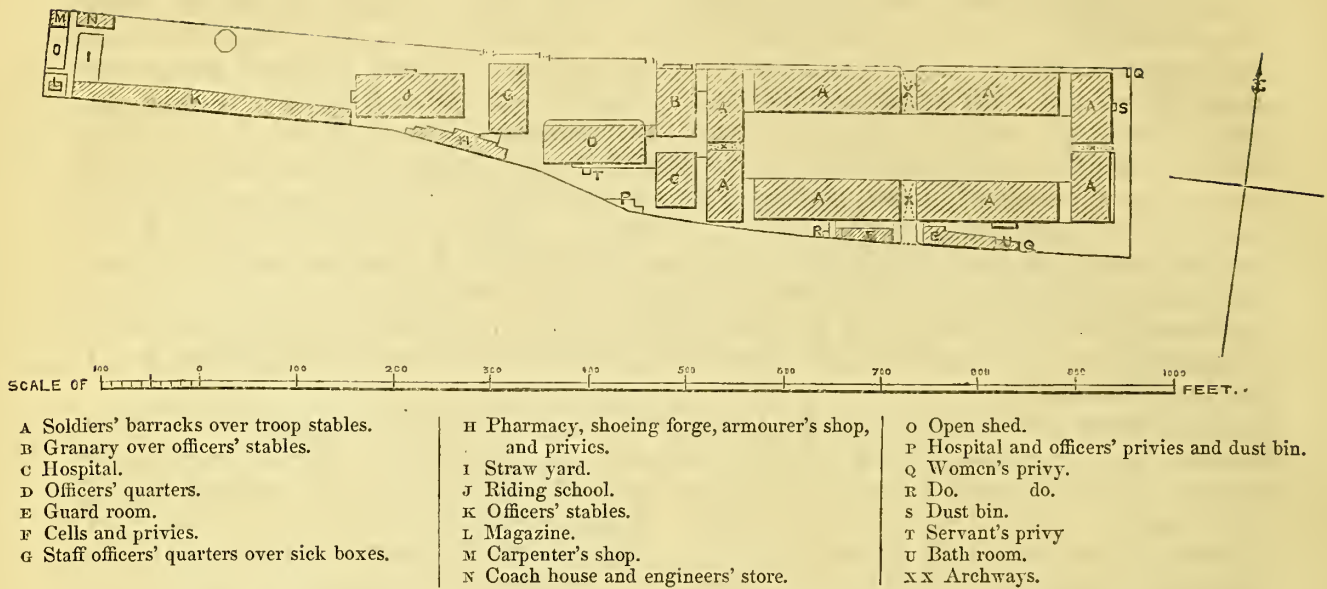 M N
O I
L K J G
H
D T
P
B C
A A A A
A A A A
X X X X
Q S
R F E U Q
100 0 100 200 300 400 500 600 700 800 900 1000
SCALE OF FEET.
A Soldiers' barracks over troop stables.
B Granary over officers' stables.
C Hospital.
D Officers' quarters.
E Guard room.
F Cells and privies.
G Staff officers' quarters over sick boxes.
H Pharmacy, shoeing forge, armourer's shop,
and privies.
I Straw yard.
J Riding school.
K Officers' stables.
L Magazine.
M Carpenter's shop.
N Coach house and engineers' store.
O Open shed.
P Hospital and officers' privies and dust bin.
Q Women's privy.
R Do. do.
S Dust bin.
T Servant's privy
U Bath room.
X X Archways.